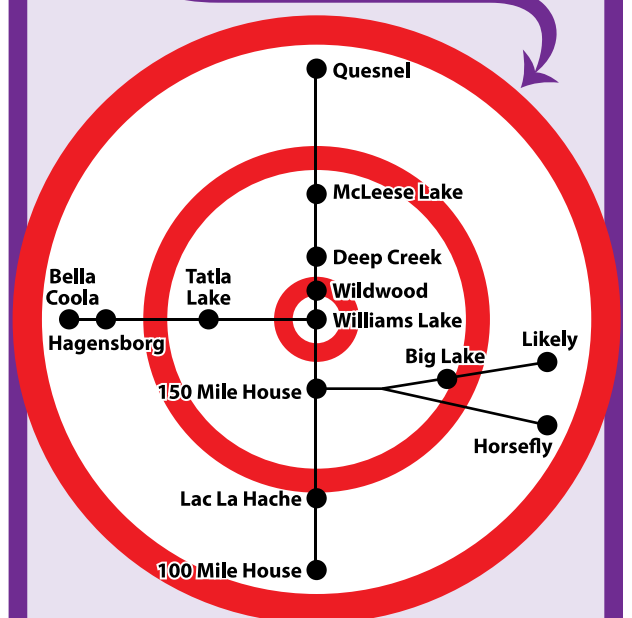 Quesnel
McLeese Lake
Deep Creek
Bella
Coola
Tatla
Lake
Wildwood
Williams Lake
Hagensborg
Likely
Big Lake
150 Mile House
Horsefly
Lac La Hache
100 Mile House